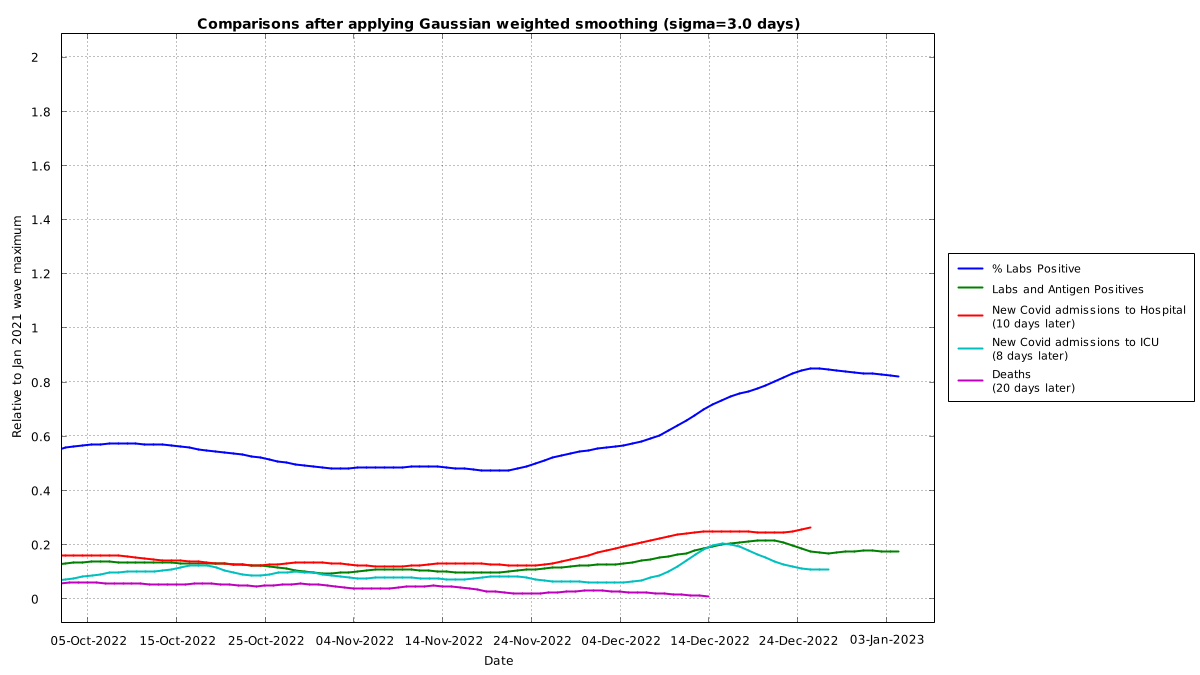 Comparisons after applying Gaussian weighted smoothing (sigma=3.0 days)
Relative to Jan 2021 wave maximum
2
1.8
1.6
1.4
1.2
1
0.8
0.6
0.4
0.2
0
05-Oct-2022
15-Oct-2022
25-Oct-2022
04-Nov-2022
14-Nov-2022
24-Nov-2022
04-Dec-2022
14-Dec-2022
24-Dec-2022
03-Jan-2023
Date
% Labs Positive
Labs and Antigen Positives
New Covid admissions to Hospital
(10 days later)
New Covid admissions to ICU
(8 days later)
Deaths
(20 days later)